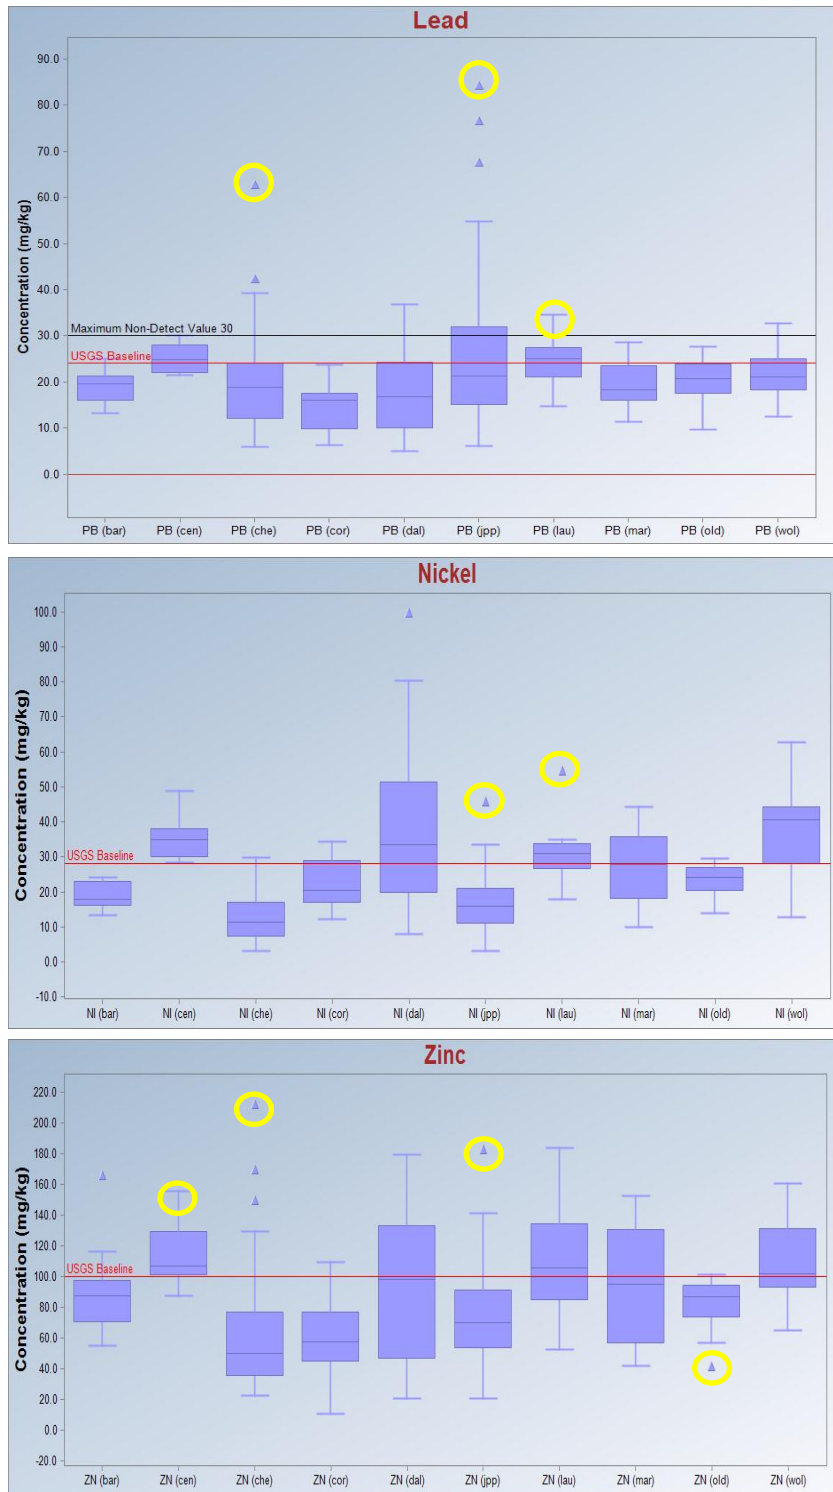 Lead
Concentration (mg/kg)
90.0
80.0
70.0
60.0
50.0
40.0
30.0
20.0
10.0
0.0
Maximum Non-Detect Value 30
USGS Baseline
PB (bar) PB (cen) PB (che) PB (cor) PB (dal) PB (jpp) PB (lau) PB (mar) PB (old) PB (wol)
Nickel
Concentration (mg/kg)
100.0
90.0
80.0
70.0
60.0
50.0
40.0
30.0
20.0
10.0
0.0
-10.0
USGS Baseline
NI (bar) NI (cen) NI (che) NI (cor) NI (dal) NI (jpp) NI (lau) NI (mar) NI (old) NI (wol)
Zinc
Concentration (mg/kg)
220.0
200.0
180.0
160.0
140.0
120.0
100.0
80.0
60.0
40.0
20.0
0.0
-20.0
USGS Baseline
ZN (bar) ZN (cen) ZN (che) ZN (cor) ZN (dal) ZN (jpp) ZN (lau) ZN (mar) ZN (old) ZN (wol)